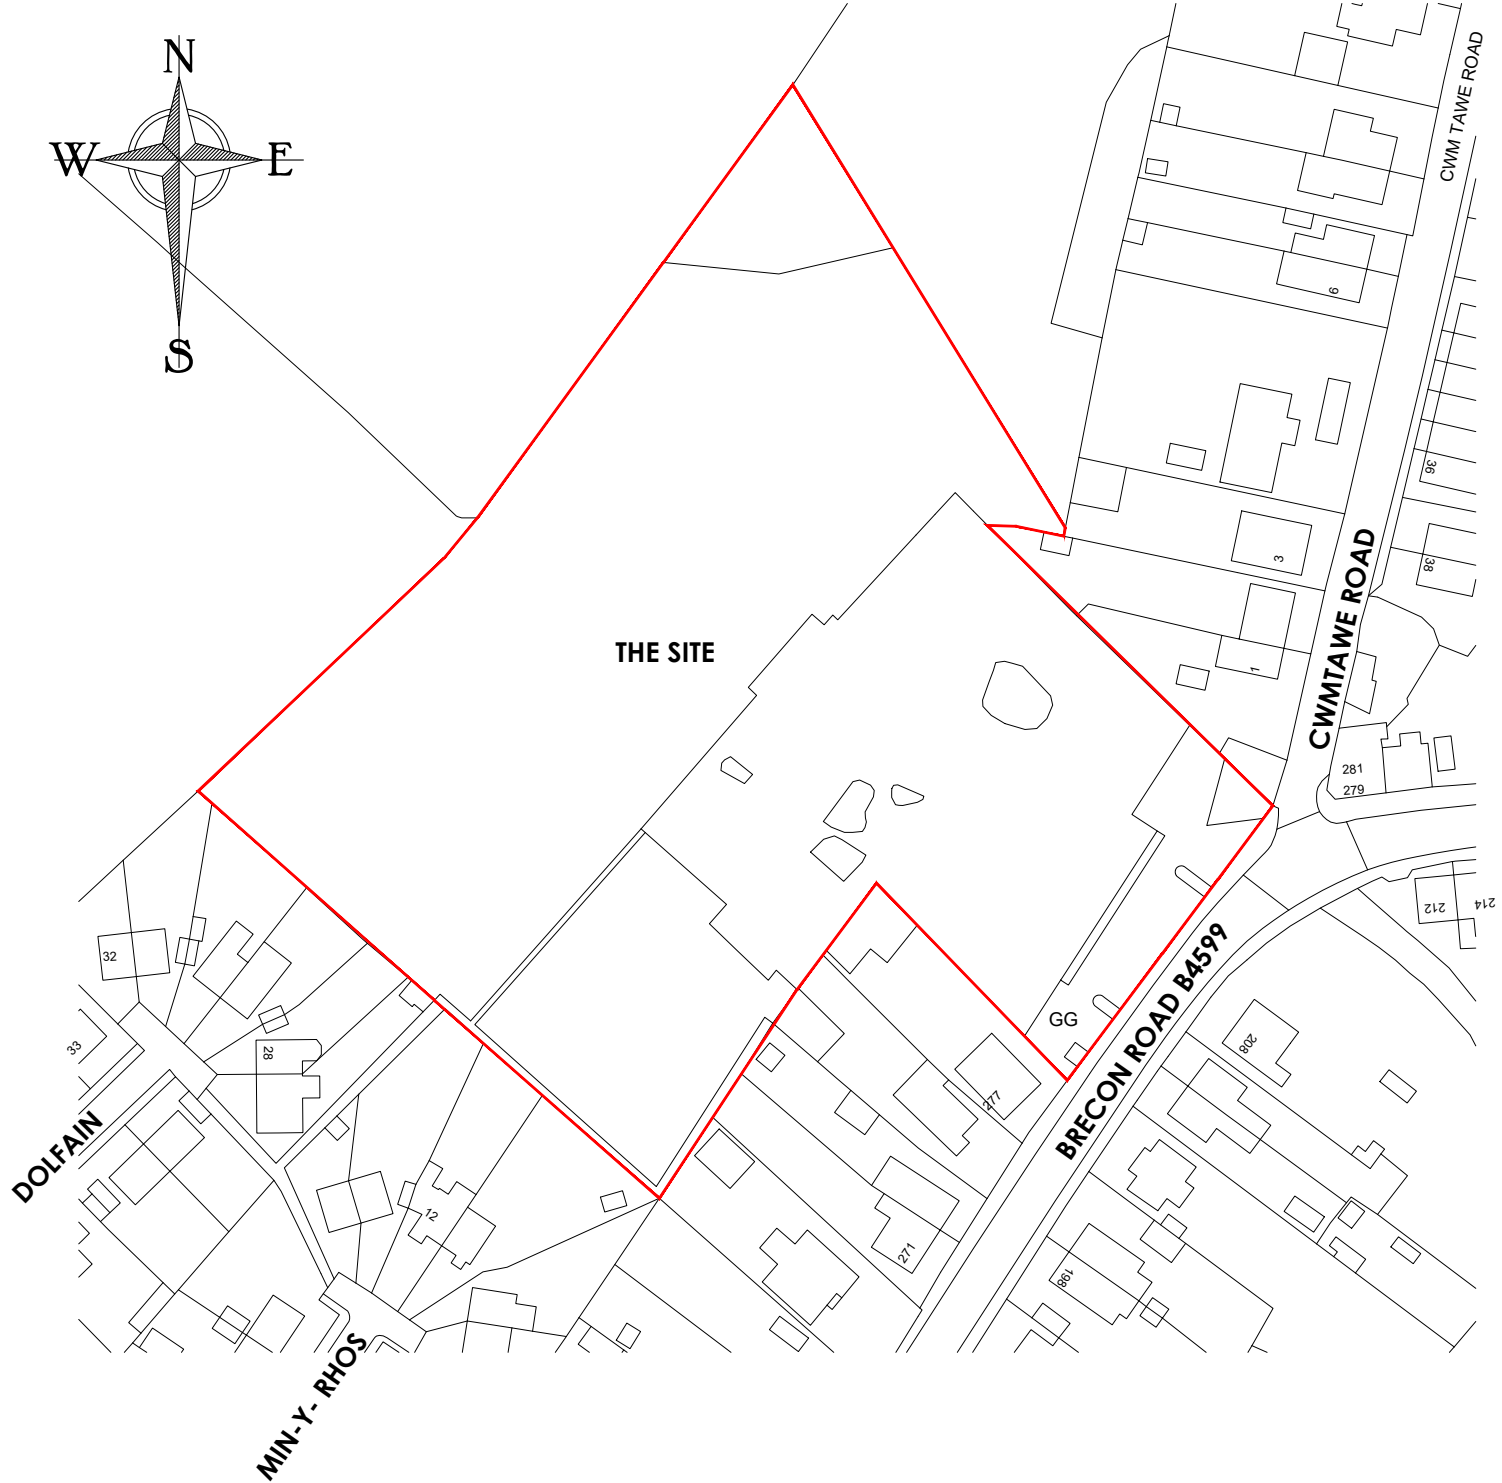 N
W E
S
CWM TAWE ROAD
6
36
38
3
1
THE SITE
CWMTAWE ROAD
281
279
212
214
32
33
28
12
DOLFAIN
MIN-Y- RHOS
GG
BRECON ROAD B4599
277
271
208
198